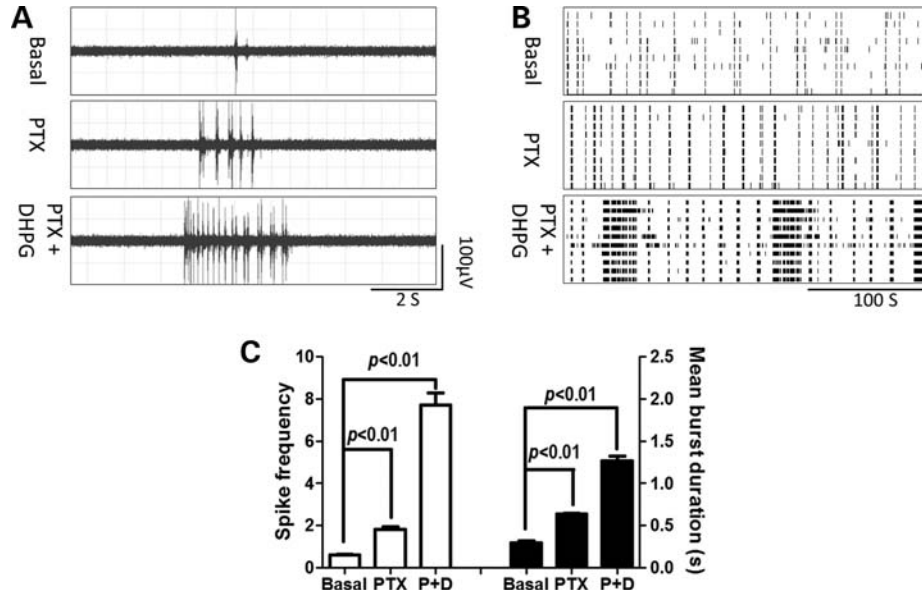 A
Basal
PTX
PTX +
DHPG
100μV
2 S
B
Basal
PTX
PTX +
DHPG
100 S
C
Spike frequency
10
8
6
4
2
0
p<0.01
p<0.01
p<0.01
p<0.01
2.5
2.0
1.5
1.0
0.5
0.0
Mean burst duration (s)
Basal PTX P+D
Basal PTX P+D